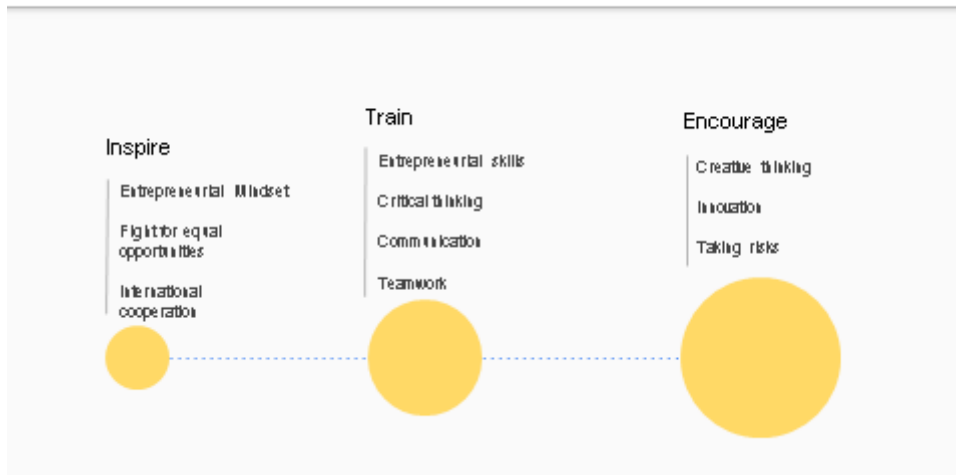 Inspire
Entrepreneurial Mindset
Fight for equal
opportunities
International
cooperation
Train
Entrepreneurial skills
Critical thinking
Communication
Teamwork
Encourage
Creative thinking
Innovation
Taking risks